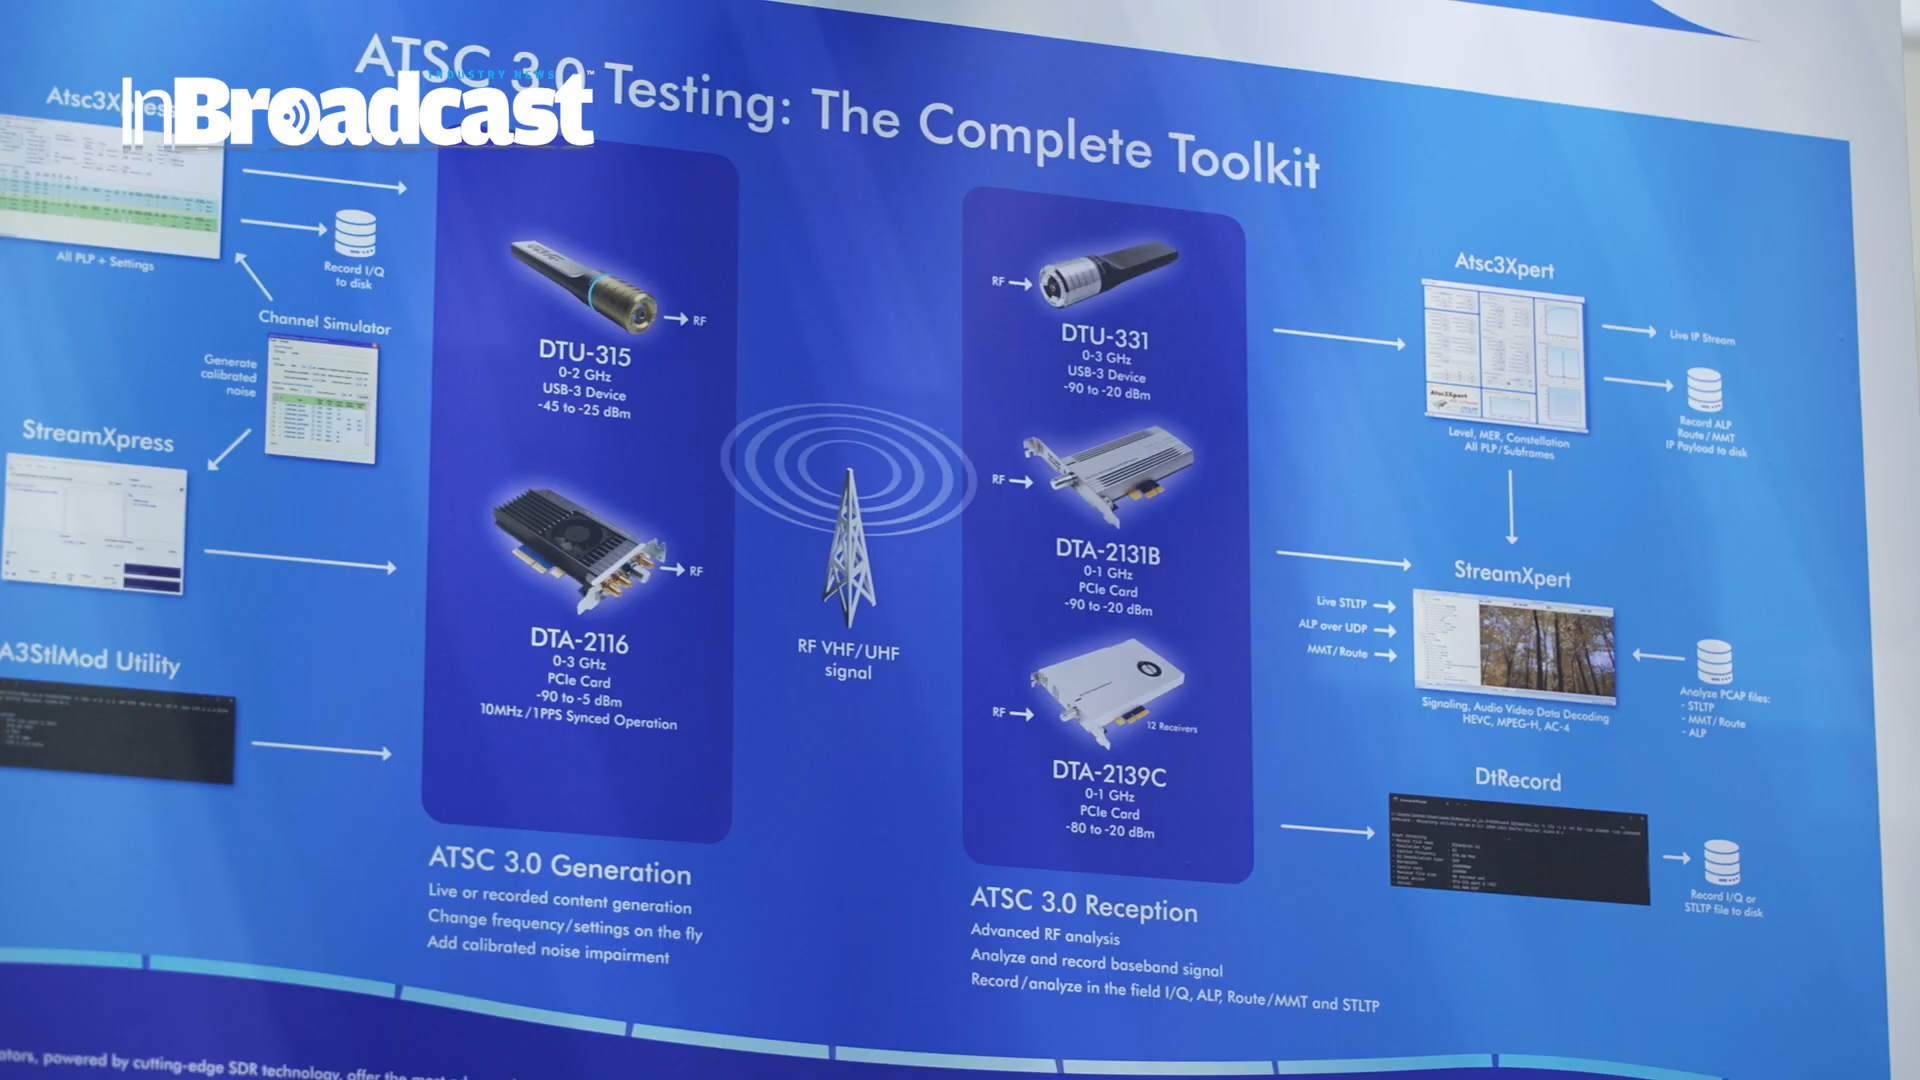 ATSC 3.0 Testing: The Complete Toolkit
INDUSTRY NEWS
InBroadcast™
Atsc3Xpress
All PLP + Settings
Record I/Q
to disk
Channel Simulator
Generate
calibrated
noise
StreamXpress
A3StlMod Utility
DTU-315
0-2 GHz
USB-3 Device
-45 to -25 dBm
RF
DTA-2116
0-3 GHz
PCIe Card
-90 to -5 dBm
10MHz/1PPS Synced Operation
RF
ATSC 3.0 Generation
Live or recorded content generation
Change frequency/settings on the fly
Add calibrated noise impairment
RF VHF/UHF
signal
RF
DTU-331
0-3 GHz
USB-3 Device
-90 to -20 dBm
RF
DTA-2131B
0-1 GHz
PCIe Card
-90 to -20 dBm
RF
12 Receivers
DTA-2139C
0-1 GHz
PCIe Card
-80 to -20 dBm
ATSC 3.0 Reception
Advanced RF analysis
Analyze and record baseband signal
Record/analyze in the field I/Q, ALP, Route/MMT and STLTP
Atsc3Xpert
Atsc3Xpert
Level, MER, Constellation
All PLP/Subframes
Live IP Stream
Record ALP
Route/MMT
IP Payload to disk
StreamXpert
Live STLTP
ALP over UDP
MMT/Route
Signaling, Audio Video Data Decoding
HEVC, MPEG-H, AC-4
Analyze PCAP files:
- STLTP
- MMT/Route
- ALP
DtRecord
Record I/Q or
STLTP file to disk
powered by cutting-edge SDR technology, offer the most